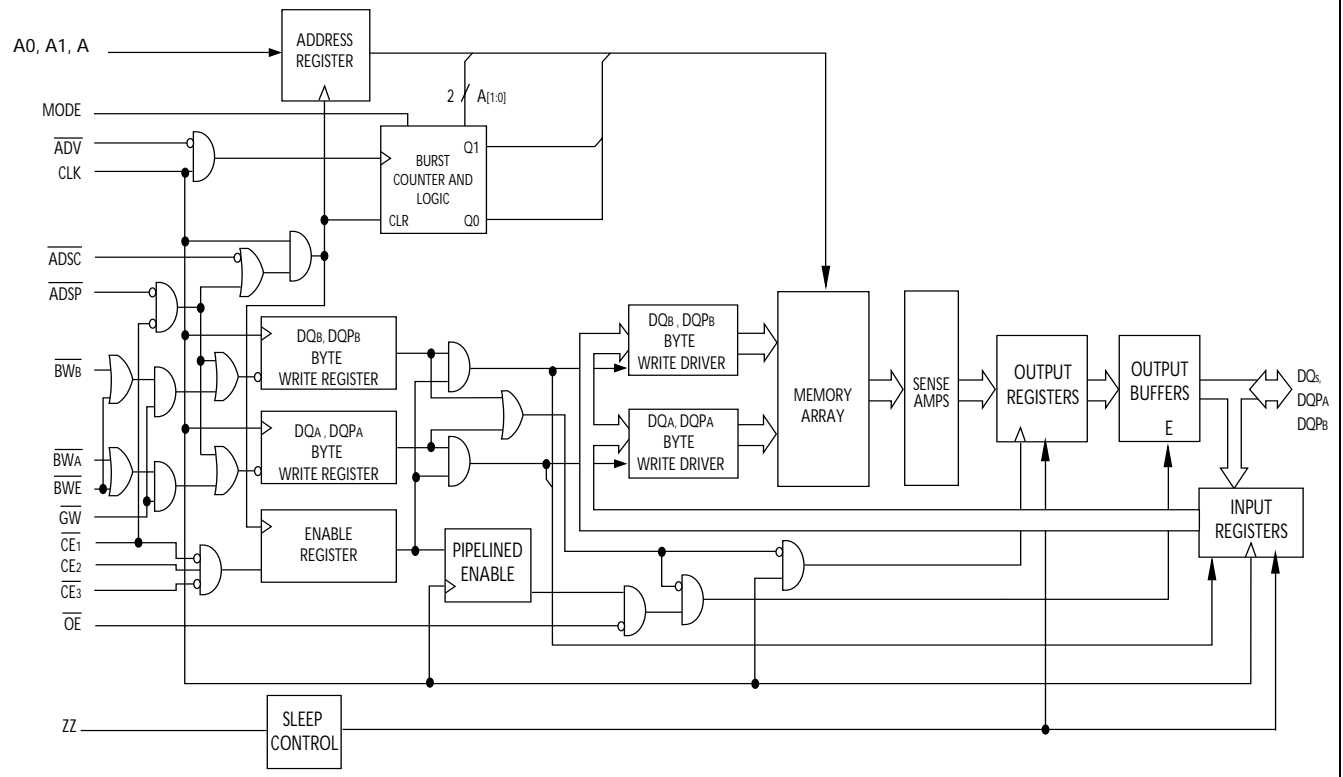 A0, A1, A
ADDRESS
REGISTER
MODE
2
A[1:0]
ADV
CLK
BURST
COUNTER AND
LOGIC
Q1
CLR
Q0
ADSC
ADSP
BWB
BWA
BWE
GW
CE1
CE2
CE3
OE
ZZ
DQB, DQPB
BYTE
WRITE REGISTER
DQA, DQPA
BYTE
WRITE REGISTER
ENABLE
REGISTER
PIPELINED
ENABLE
SLEEP
CONTROL
DQB, DQPB
BYTE
WRITE DRIVER
DQA, DQPA
BYTE
WRITE DRIVER
MEMORY
ARRAY
SENSE
AMPS
OUTPUT
REGISTERS
OUTPUT
BUFFERS
E
DQs,
DQPA
DQPB
INPUT
REGISTERS